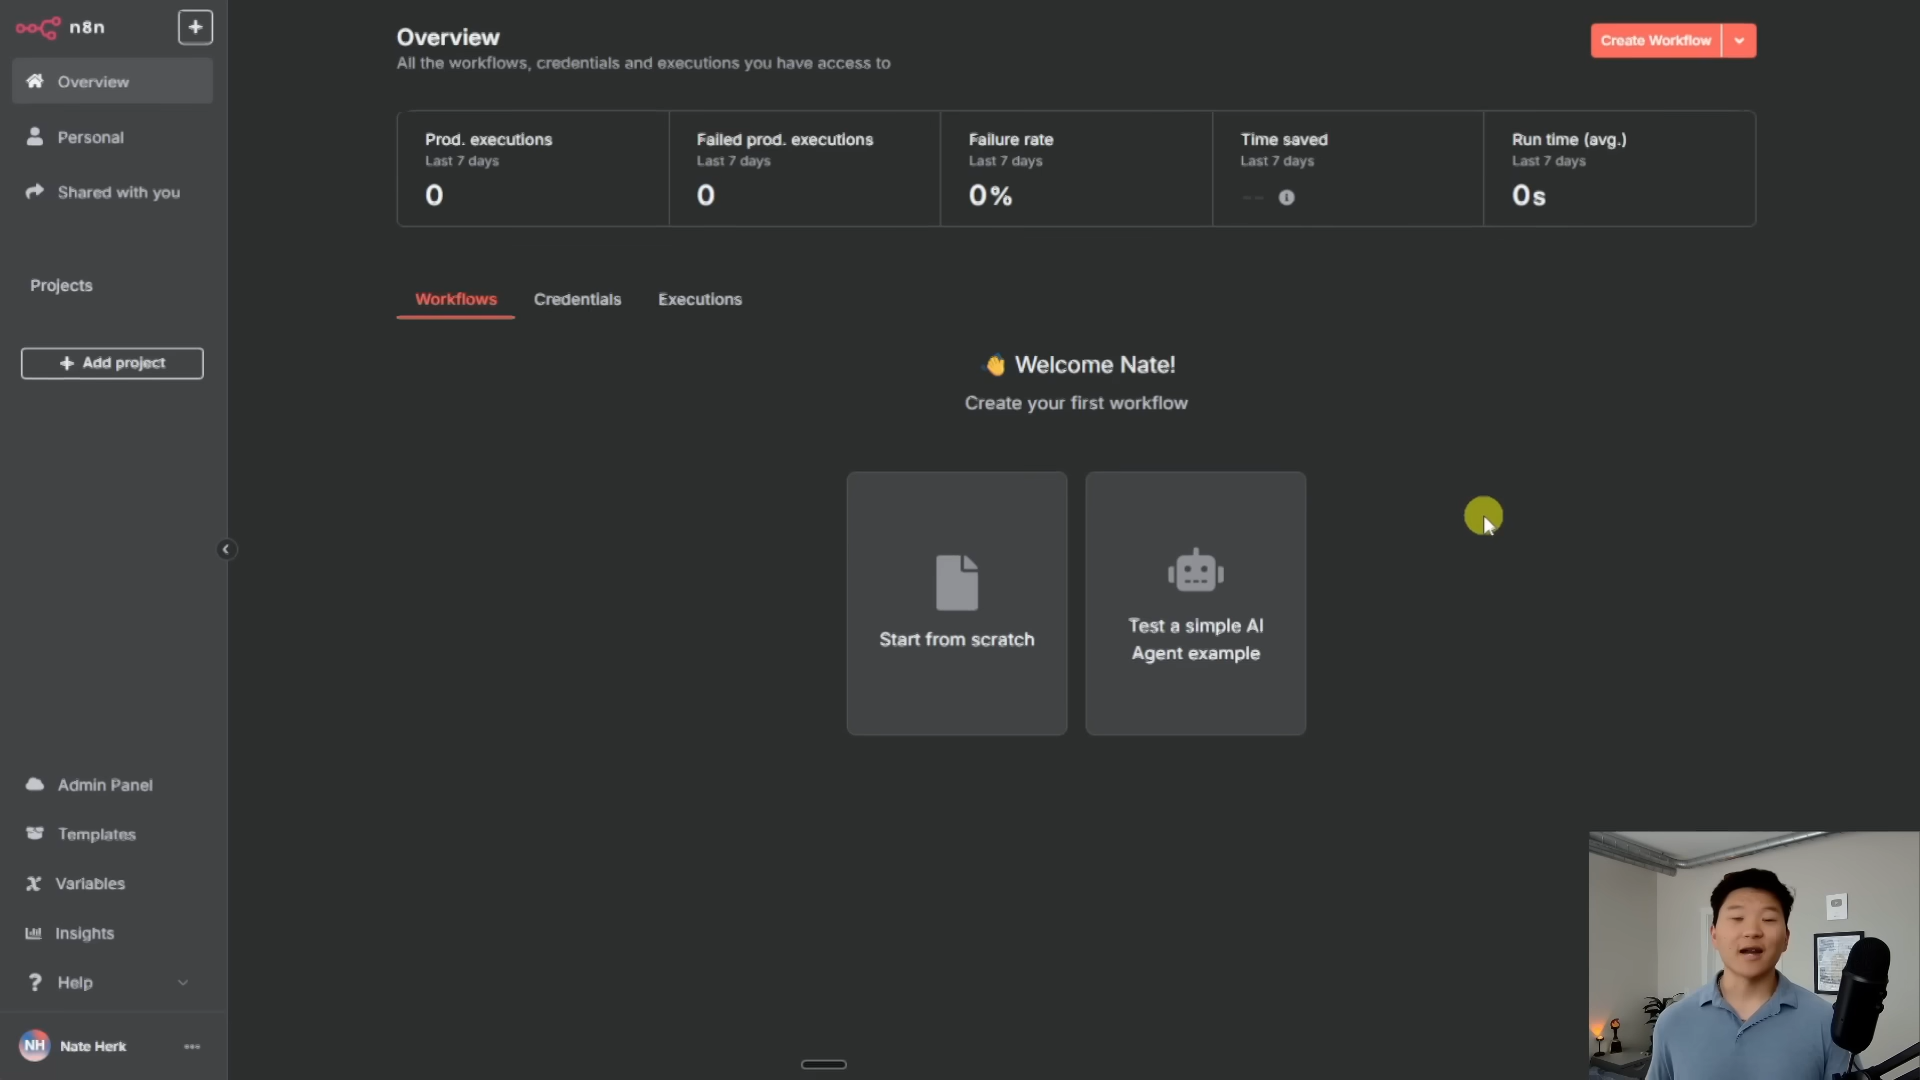 n8n
Overview
Personal
Shared with you
Projects
Add project
Admin Panel
Templates
Variables
Insights
Help
NH Nate Herk
Overview
All the workflows, credentials and executions you have access to
Create Workflow
Prod. executions
Last 7 days
0
Failed prod. executions
Last 7 days
0
Failure rate
Last 7 days
0%
Time saved
Last 7 days
--
Run time (avg.)
Last 7 days
0s
Workflows Credentials Executions
👋 Welcome Nate!
Create your first workflow
Start from scratch
Test a simple AI
Agent example